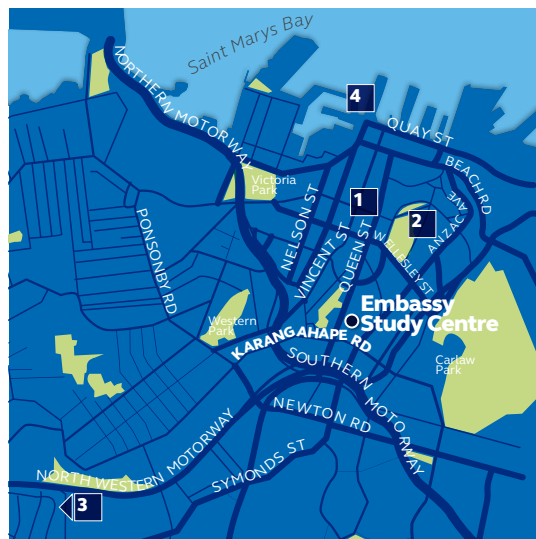 Saint Marys Bay
NORTHERN MOTORWAY
4
QUAY ST
BEACH RD
Victoria
Park
1
2
ANZAC AVE
NELSON ST
VINCENT ST
QUEEN ST
WELLESLEY ST
PONSONBY RD
Embassy
Study Centre
Western
Park
KARANGAHAPE RD
Carlaw
Park
SOUTHERN MOTORWAY
NEWTON RD
NORTH WESTERN MOTORWAY
SYMONDS ST
3